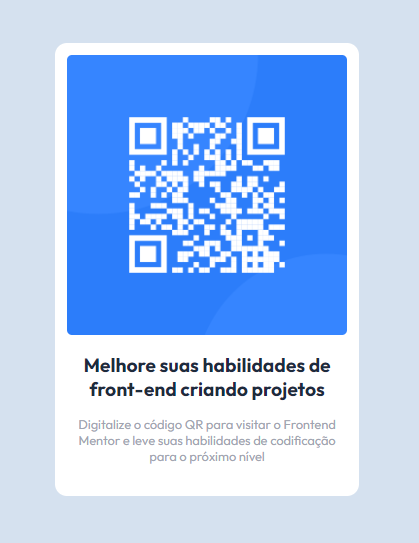 Melhore suas habilidades de
front-end criando projetos
Digitalize o código QR para visitar o Frontend
Mentor e leve suas habilidades de codificação
para o próximo nível